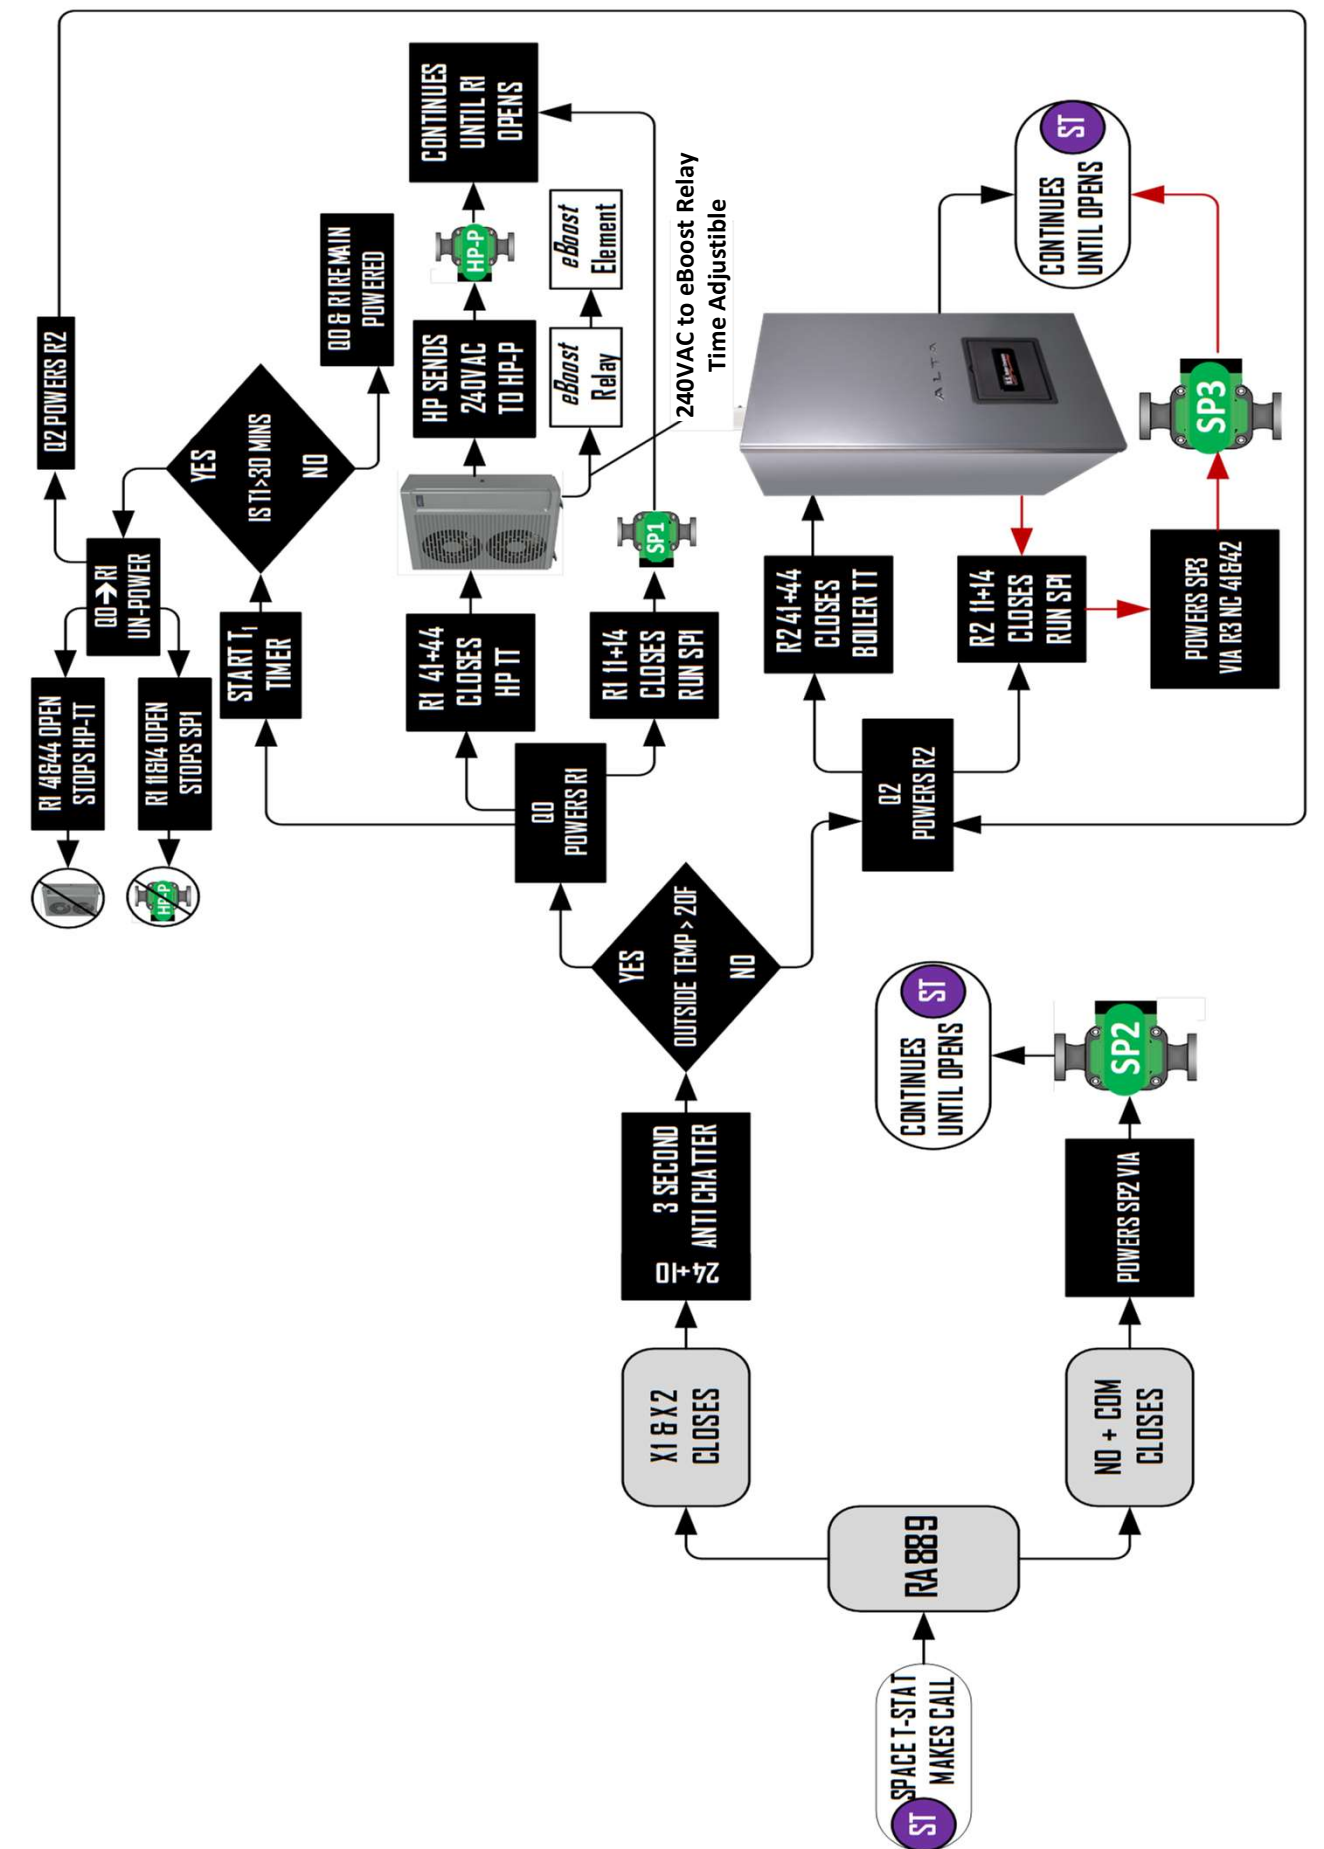 ST
SPACE T-STAT
MAKES CALL
RA889
X1 & X2
CLOSES
NO + COM
CLOSES
24+I0
3 SECOND
ANTI CHATTER
POWERS SP2 VIA
SP2
CONTINUES
UNTIL OPENS
ST
YES
OUTSIDE TEMP > 20F
NO
Q0
POWERS R1
Q2
POWERS R2
START T1
TIMER
R1 41+44
CLOSES
HP TT
R1 11+14
CLOSES
RUN SP1
R2 41+44
CLOSES
BOILER TT
R2 11+14
CLOSES
RUN SP1
POWERS SP3
VIA R3 NC 41&42
HP-P
R1 41&44 OPEN
STOPS HP-TT
R1 11&14 OPEN
STOPS SP1
Q0→R1
UN-POWER
Q2 POWERS R2
YES
IS T1>30 MINS
NO
Q0 & R1 REMAIN
POWERED
SP1
HP SENDS
240VAC
TO HP-P
HP-P
CONTINUES
UNTIL R1
OPENS
eBoost
Relay
eBoost
Element
240VAC to eBoost Relay
Time Adjustible
ALTA
SP3
CONTINUES
UNTIL OPENS
ST